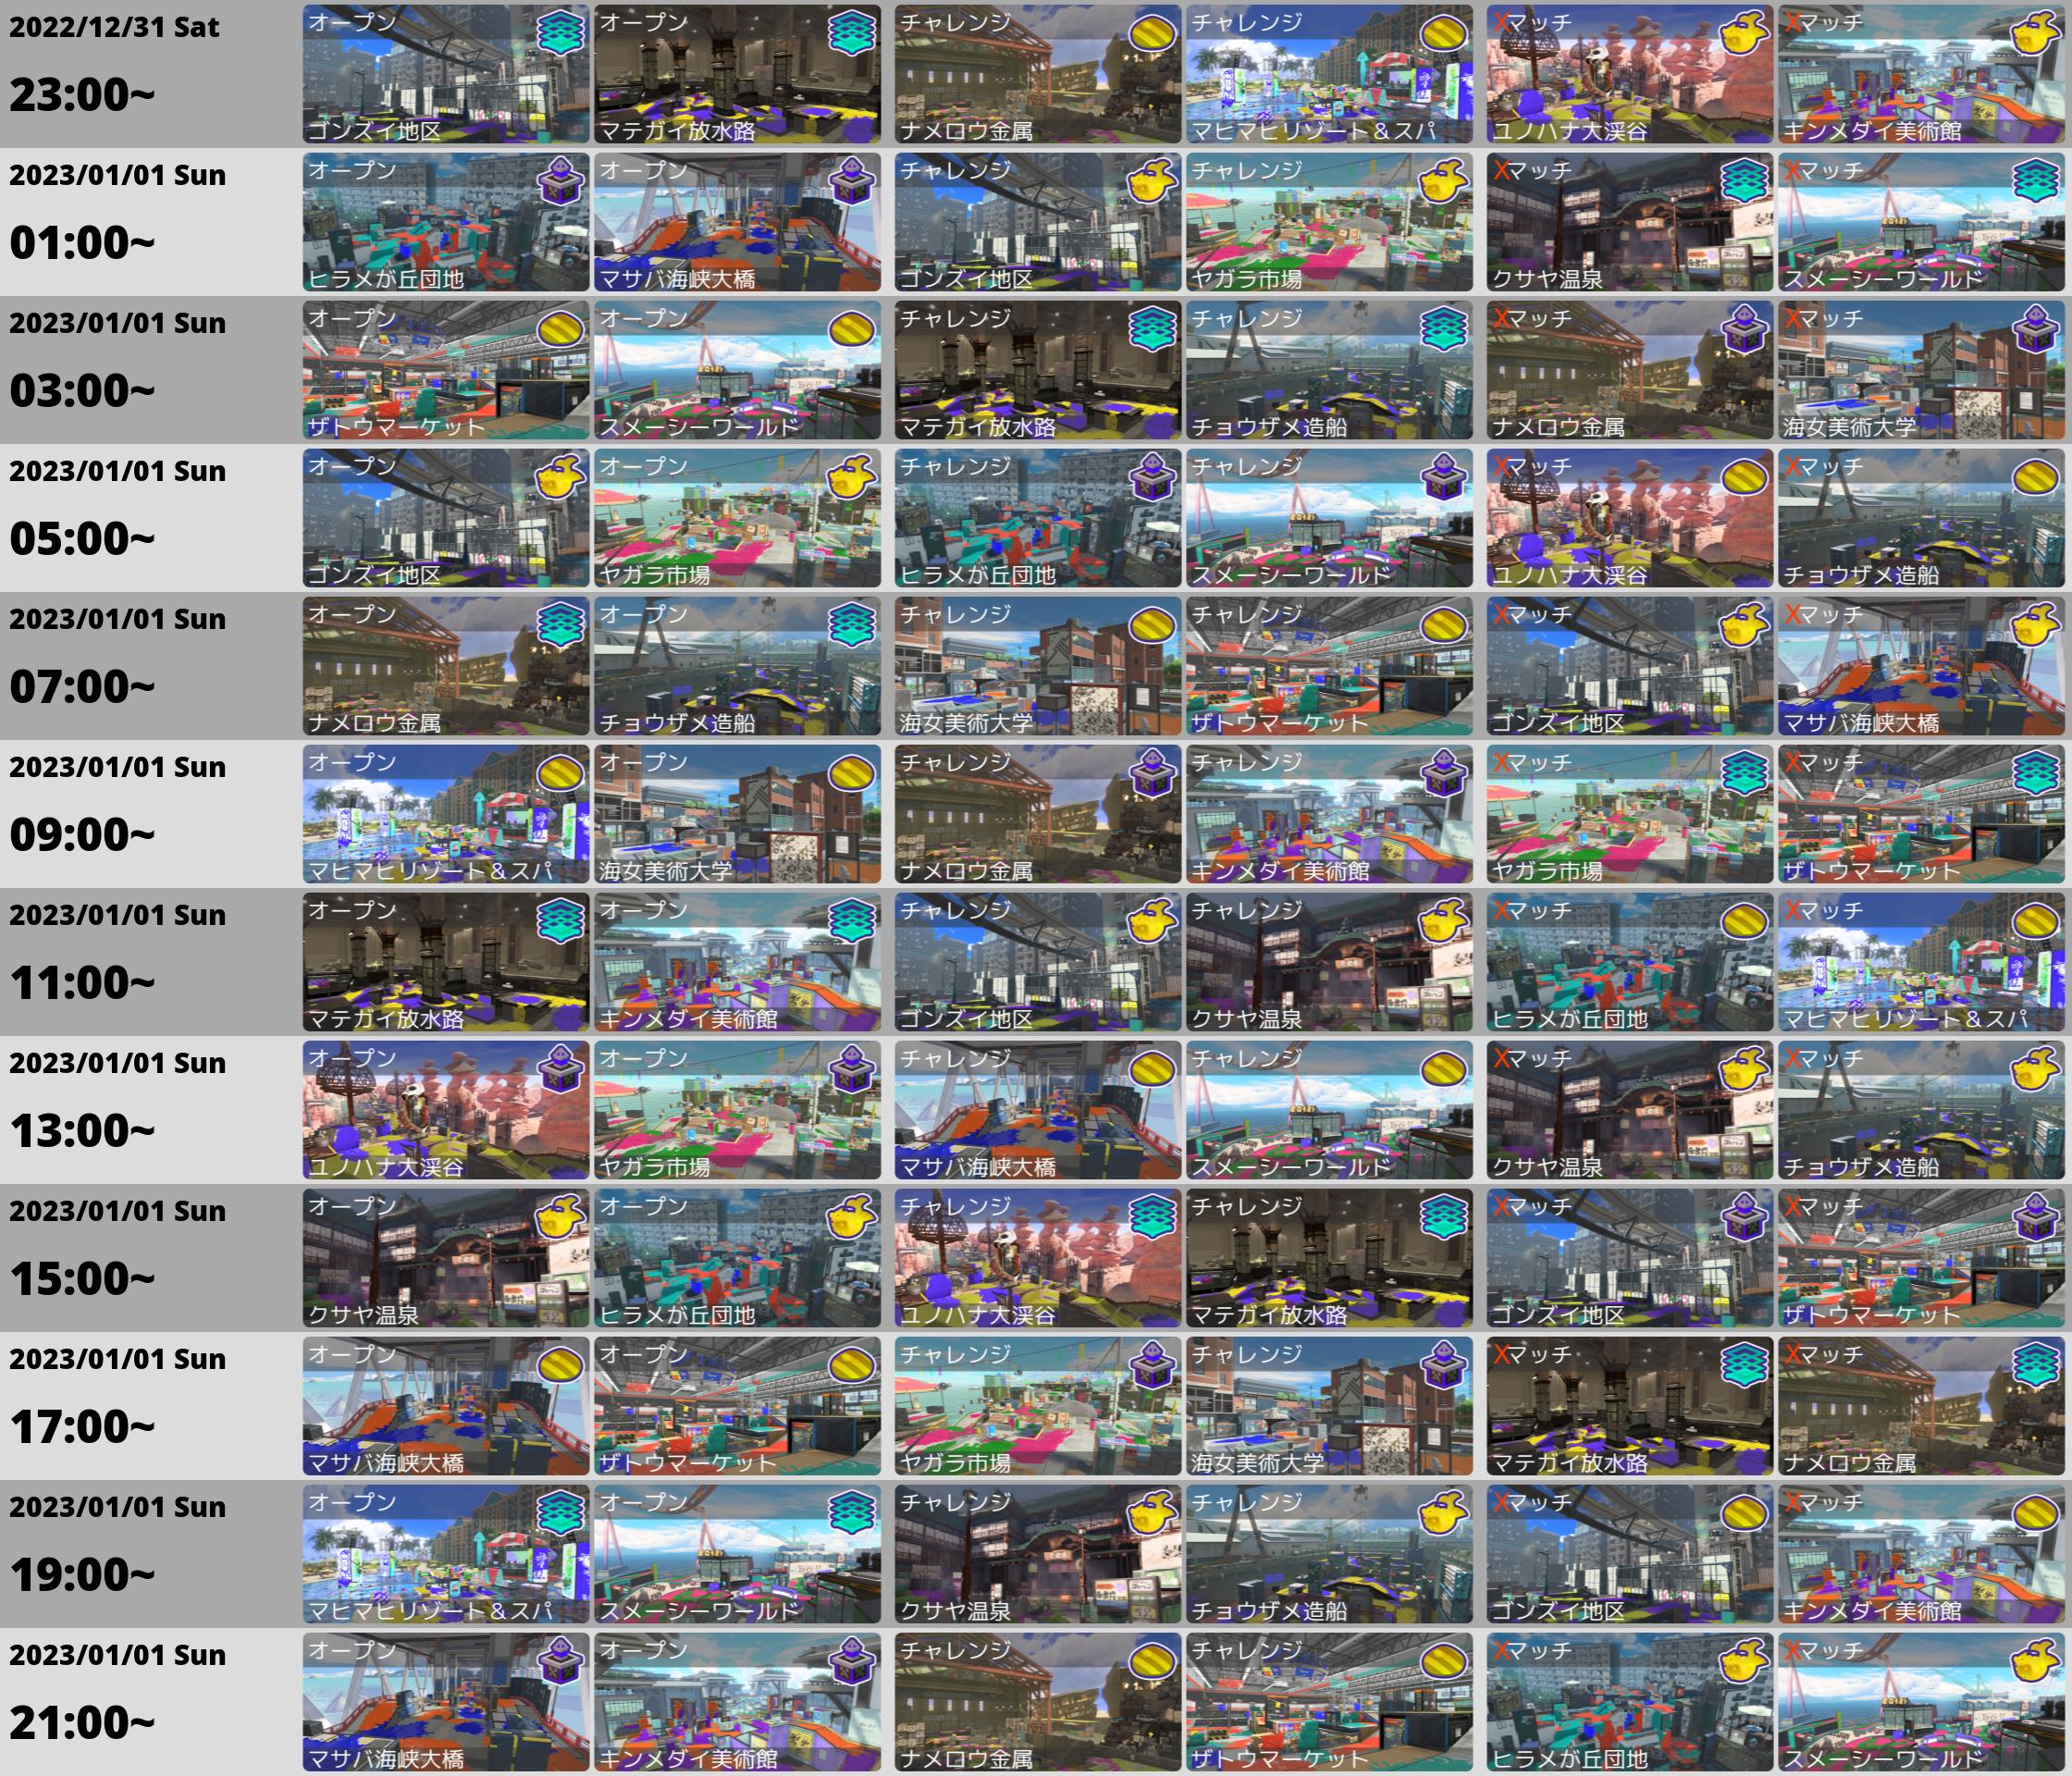 2022/12/31 Sat
23:00~
オープン オープン チャレンジ チャレンジ Xマッチ Xマッチ
ゴンズイ地区 マテガイ放水路 ナメロウ金属 マヒマヒリゾート＆スパ ユノハナ大渓谷 キンメダイ美術館
2023/01/01 Sun
01:00~
オープン オープン チャレンジ チャレンジ Xマッチ Xマッチ
ヒラメが丘団地 マサバ海峡大橋 ゴンズイ地区 ヤガラ市場 クサヤ温泉 スメーシーワールド
2023/01/01 Sun
03:00~
オープン オープン チャレンジ チャレンジ Xマッチ Xマッチ
ザトウマーケット スメーシーワールド マテガイ放水路 チョウザメ造船 ナメロウ金属 海女美術大学
2023/01/01 Sun
05:00~
オープン オープン チャレンジ チャレンジ Xマッチ Xマッチ
ゴンズイ地区 ヤガラ市場 ヒラメが丘団地 スメーシーワールド ユノハナ大渓谷 チョウザメ造船
2023/01/01 Sun
07:00~
オープン オープン チャレンジ チャレンジ Xマッチ Xマッチ
ナメロウ金属 チョウザメ造船 海女美術大学 ザトウマーケット ゴンズイ地区 マサバ海峡大橋
2023/01/01 Sun
09:00~
オープン オープン チャレンジ チャレンジ Xマッチ Xマッチ
マヒマヒリゾート＆スパ 海女美術大学 ナメロウ金属 キンメダイ美術館 ヤガラ市場 ザトウマーケット
2023/01/01 Sun
11:00~
オープン オープン チャレンジ チャレンジ Xマッチ Xマッチ
マテガイ放水路 キンメダイ美術館 ゴンズイ地区 クサヤ温泉 ヒラメが丘団地 マヒマヒリゾート＆スパ
2023/01/01 Sun
13:00~
オープン オープン チャレンジ チャレンジ Xマッチ Xマッチ
ユノハナ大渓谷 ヤガラ市場 マサバ海峡大橋 スメーシーワールド クサヤ温泉 チョウザメ造船
2023/01/01 Sun
15:00~
オープン オープン チャレンジ チャレンジ Xマッチ Xマッチ
クサヤ温泉 ヒラメが丘団地 ユノハナ大渓谷 マテガイ放水路 ゴンズイ地区 ザトウマーケット
2023/01/01 Sun
17:00~
オープン オープン チャレンジ チャレンジ Xマッチ Xマッチ
マサバ海峡大橋 ザトウマーケット ヤガラ市場 海女美術大学 マテガイ放水路 ナメロウ金属
2023/01/01 Sun
19:00~
オープン オープン チャレンジ チャレンジ Xマッチ Xマッチ
マヒマヒリゾート＆スパ スメーシーワールド クサヤ温泉 チョウザメ造船 ゴンズイ地区 キンメダイ美術館
2023/01/01 Sun
21:00~
オープン オープン チャレンジ チャレンジ Xマッチ Xマッチ
マサバ海峡大橋 キンメダイ美術館 ナメロウ金属 ザトウマーケット ヒラメが丘団地 スメーシーワールド